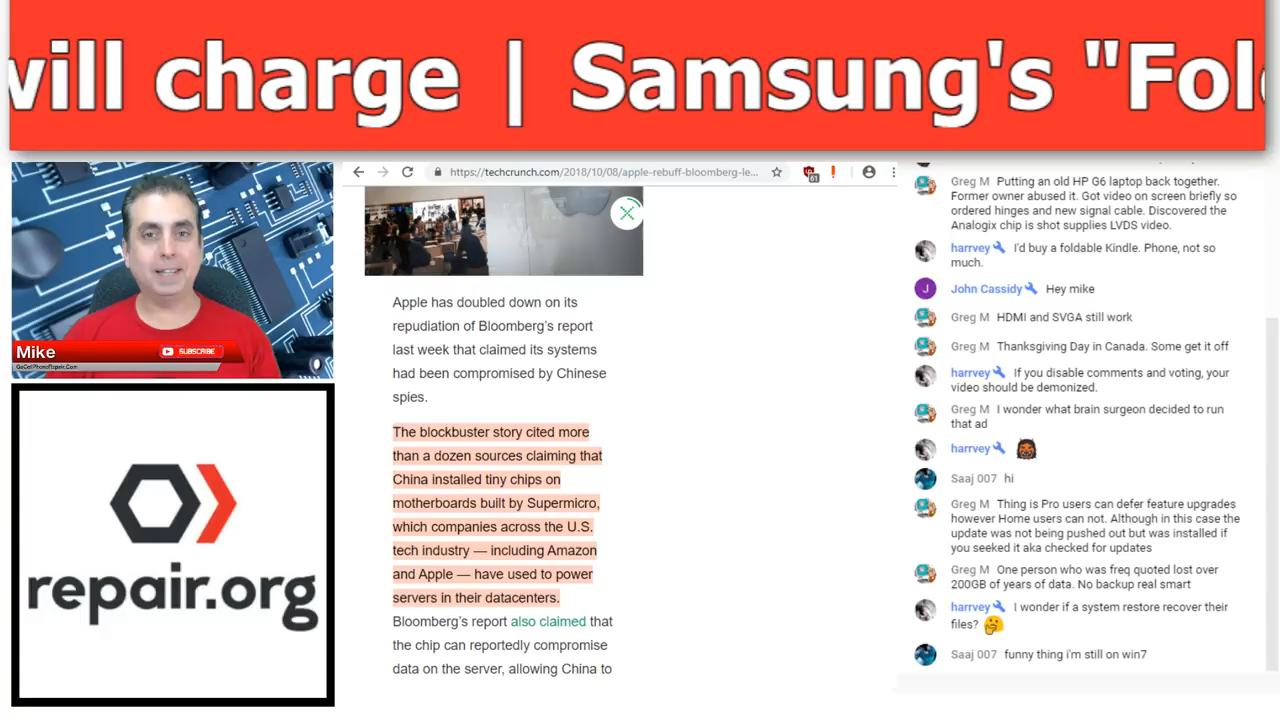 will charge | Samsung's "Fol
Mike
SUBSCRIBE
GoCellPhoneRepair.Com
repair.org
https://techcrunch.com/2018/10/08/apple-rebuff-bloomberg-le...
61
Apple has doubled down on its
repudiation of Bloomberg's report
last week that claimed its systems
had been compromised by Chinese
spies.
The blockbuster story cited more
than a dozen sources claiming that
China installed tiny chips on
motherboards built by Supermicro,
which companies across the U.S.
tech industry — including Amazon
and Apple — have used to power
servers in their datacenters.
Bloomberg's report also claimed that
the chip can reportedly compromise
data on the server, allowing China to
Greg M Putting an old HP G6 laptop back together.
Former owner abused it. Got video on screen briefly so
ordered hinges and new signal cable. Discovered the
Analogix chip is shot supplies LVDS video.
harrvey I'd buy a foldable Kindle. Phone, not so
much.
J
John Cassidy Hey mike
Greg M HDMI and SVGA still work
Greg M Thanksgiving Day in Canada. Some get it off
harrvey If you disable comments and voting, your
video should be demonized.
Greg M I wonder what brain surgeon decided to run
that ad
harrvey
Saaj 007 hi
Greg M Thing is Pro users can defer feature upgrades
however Home users can not. Although in this case the
update was not being pushed out but was installed if
you seeked it aka checked for updates
Greg M One person who was freq quoted lost over
200GB of years of data. No backup real smart
harrvey I wonder if a system restore recover their
files?
Saaj 007 funny thing i'm still on win7